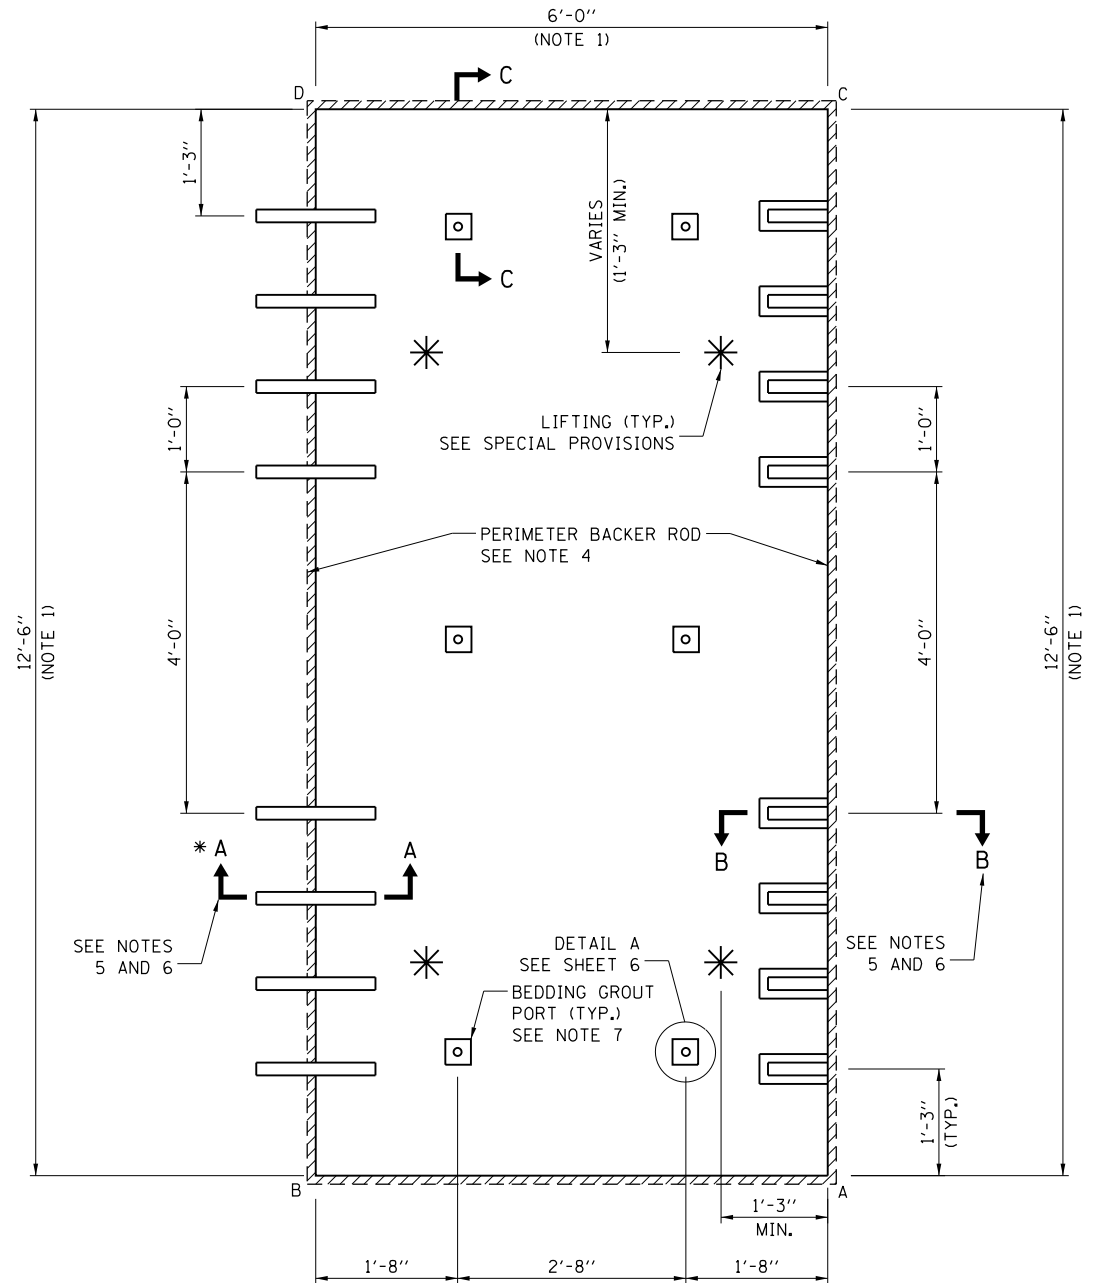 6'-0"
(NOTE 1)
C
D
C
1'-3"
VARIES
(1'-3" MIN.)
C
LIFTING (TYP.)
SEE SPECIAL PROVISIONS
1'-0"
1'-0"
PERIMETER BACKER ROD
SEE NOTE 4
12'-6"
(NOTE 1)
4'-0"
4'-0"
12'-6"
(NOTE 1)
* A
A
B
B
SEE NOTES
5 AND 6
DETAIL A
SEE SHEET 6
SEE NOTES
5 AND 6
BEDDING GROUT
PORT (TYP.)
SEE NOTE 7
1'-3"
(TYP.)
B
A
1'-3"
MIN.
1'-8"
2'-8"
1'-8"